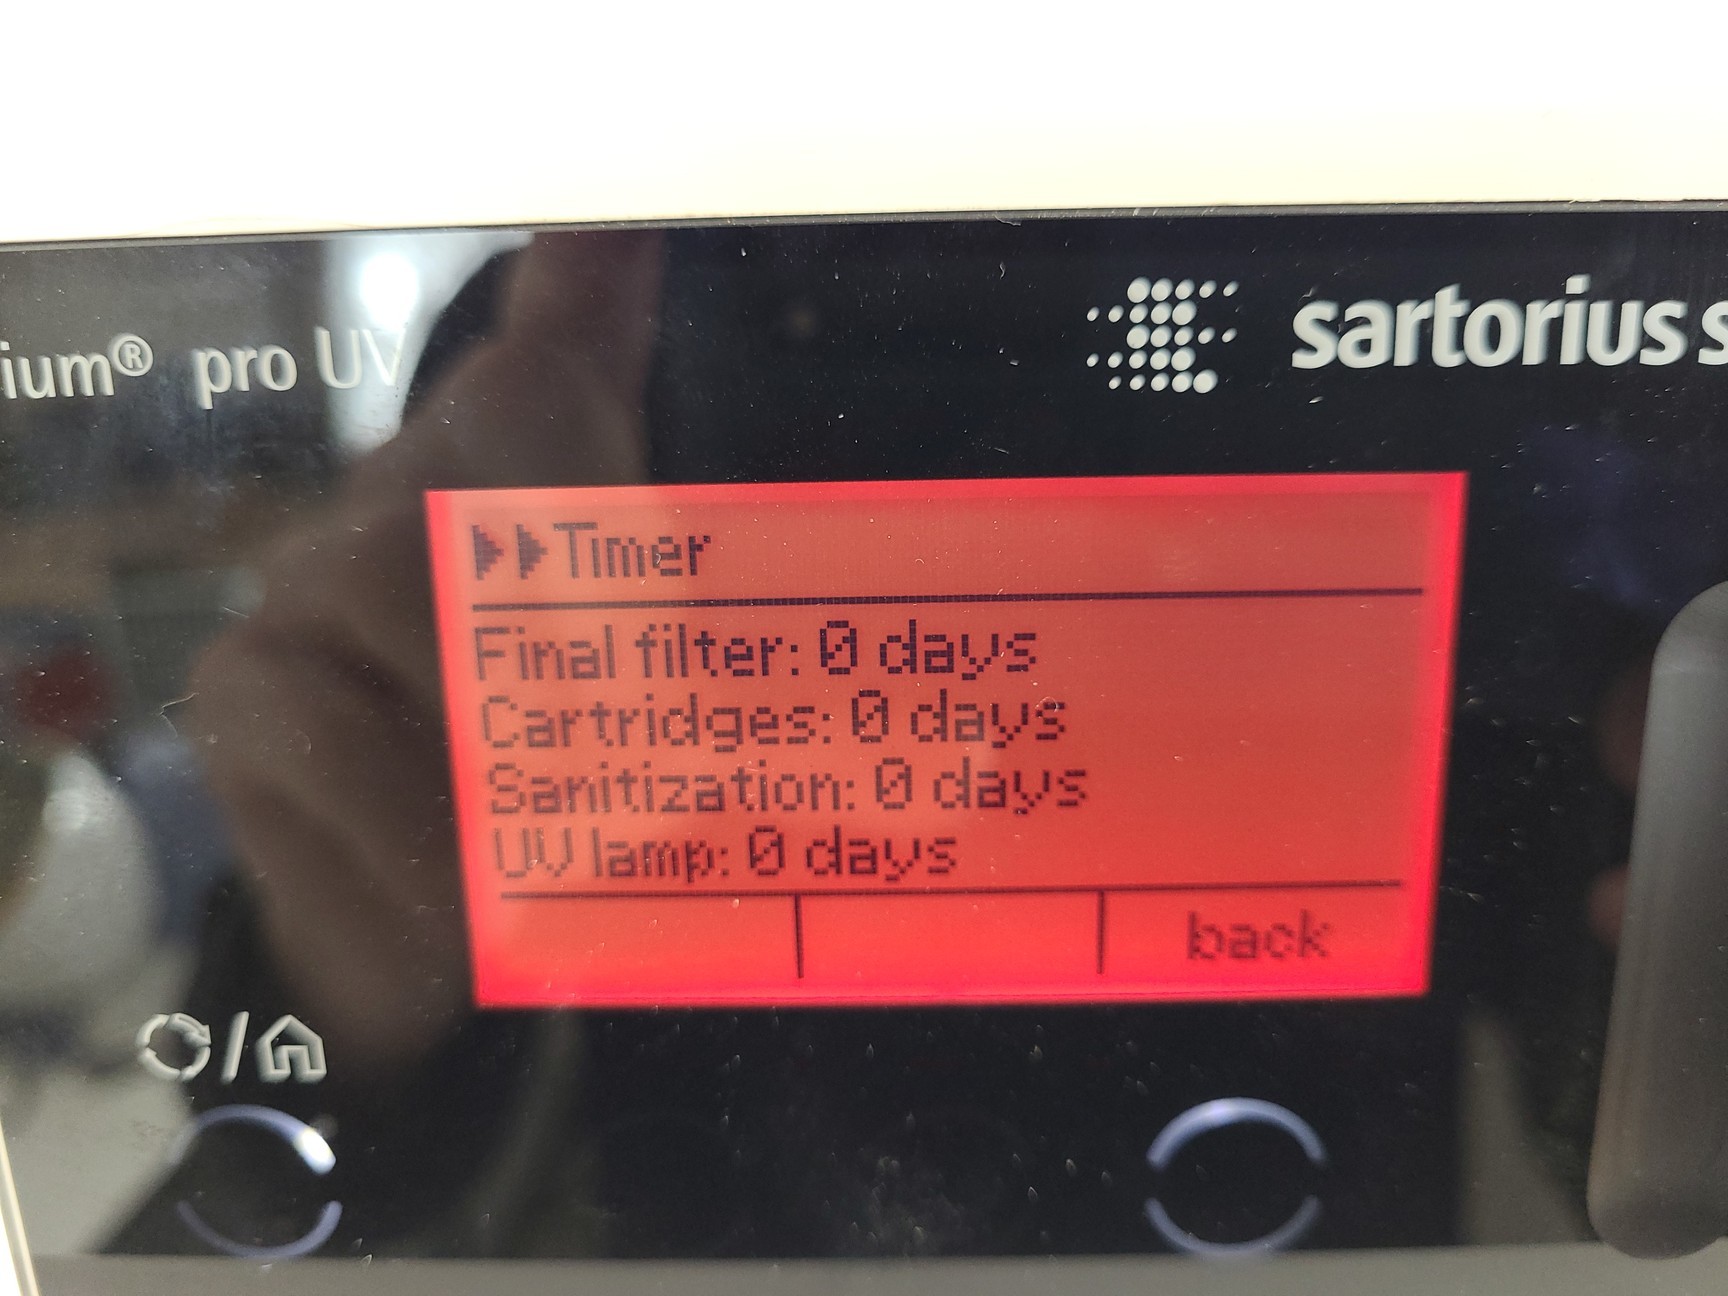 ium® pro UV
sartorius s
Timer
Final filter: 0 days
Cartridges: 0 days
Sanitization: 0 days
UV lamp: 0 days
back
/